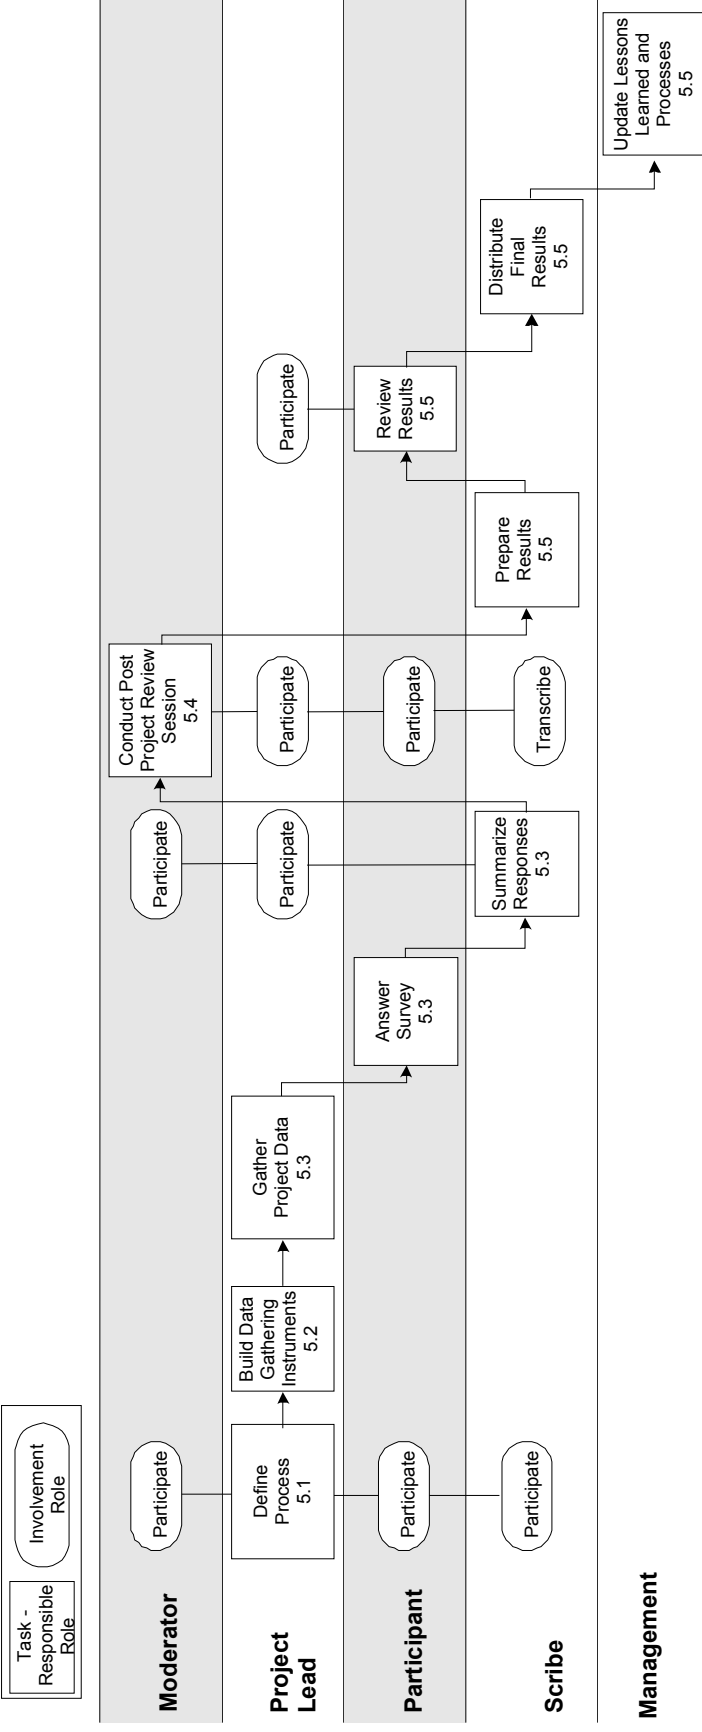 Task -
Responsible
Role
Involvement
Role
Moderator
Participate
Participate
Conduct Post
Project Review
Session
5.4
Project
Lead
Define
Process
5.1
Build Data
Gathering
Instruments
5.2
Gather
Project Data
5.3
Participate
Participate
Participate
Participant
Participate
Answer
Survey
5.3
Participate
Review
Results
5.5
Scribe
Participate
Summarize
Responses
5.3
Transcribe
Prepare
Results
5.5
Distribute
Final
Results
5.5
Management
Update Lessons
Learned and
Processes
5.5